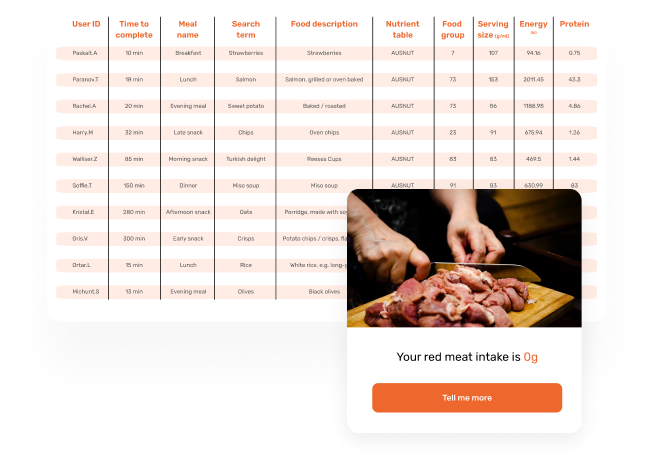 User ID Time to complete Meal name Search term Food description Nutrient table Food group Serving size (g/ml) Energy (kj) Protein
Paskait.A 10 min Breakfast Strawberries Strawberries AUSNUT 7 107 94.16 0.75
Paranov.T 18 min Lunch Salmon Salmon, grilled or oven baked AUSNUT 73 153 2011.45 43.3
Rachel.A 20 min Evening meal Sweet potato Baked / roasted AUSNUT 73 86 1188.98 4.86
Harry.M 32 min Late snack Chips Oven chips AUSNUT 23 91 675.94 1.26
Walliser.Z 85 min Morning snack Turkish delight Reeses Cups AUSNUT 83 83 469.5 1.44
Soffie.T 150 min Dinner Miso soup Miso soup AUSNUT 91 83 630.99 83
Kristal.E 280 min Afternoon snack Oats Porridge, made with soy
Gris.V 300 min Early snack Crisps Potato chips / crisps, fla
Ortar.L 15 min Lunch Rice White rice, e.g. long-g
Michunt.S 13 min Evening meal Olives Black olives
Your red meat intake is 0g
Tell me more